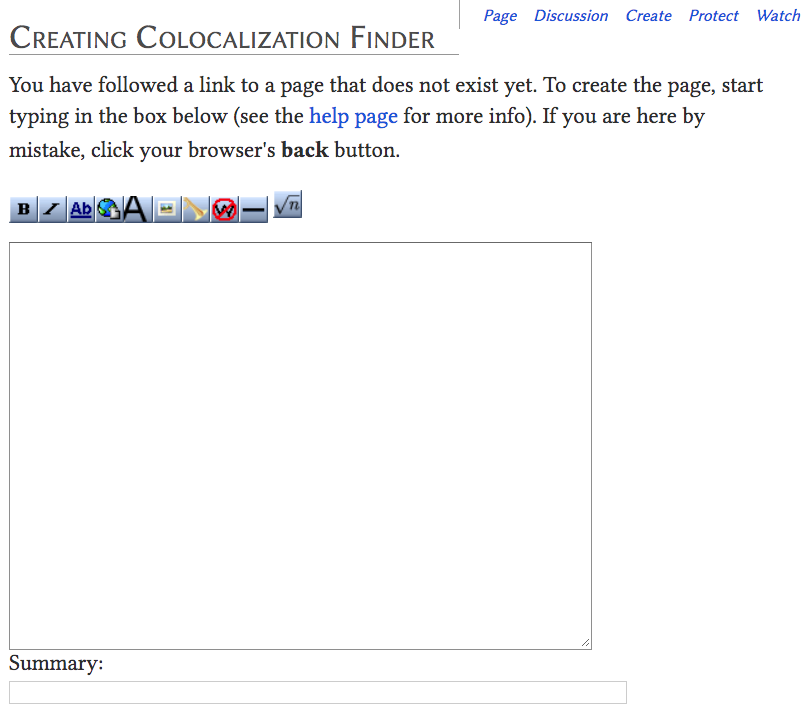 Page Discussion Create Protect Watch
Creating Colocalization Finder
You have followed a link to a page that does not exist yet. To create the page, start
typing in the box below (see the help page for more info). If you are here by
mistake, click your browser's back button.
B I Ab A W — √n
Summary: